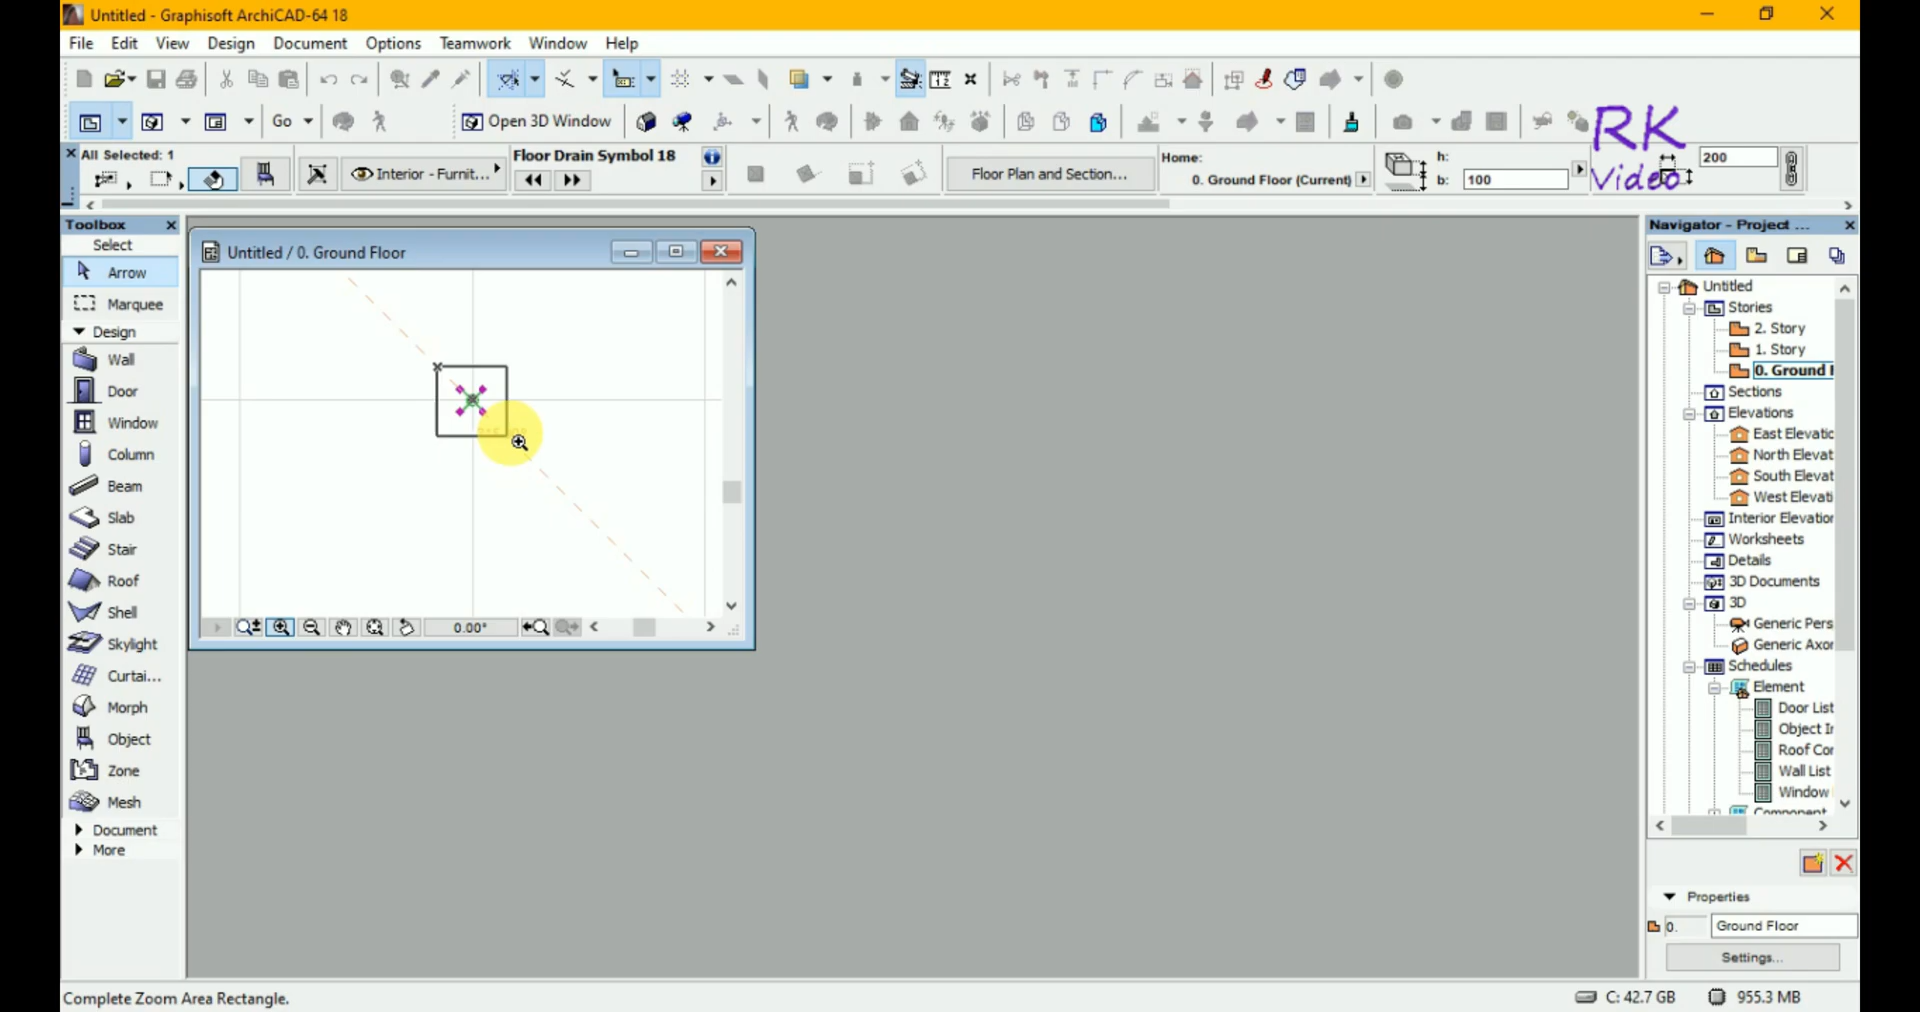 Untitled - Graphisoft ArchiCAD-64 18
File Edit View Design Document Options Teamwork Window Help
Go Open 3D Window
RK
Video
All Selected: 1
Interior - Furnit...
Floor Drain Symbol 18
Floor Plan and Section...
Home:
0. Ground Floor (Current)
h:
b: 100
200
Toolbox
Select
Arrow
Marquee
Design
Wall
Door
Window
Column
Beam
Slab
Stair
Roof
Shell
Skylight
Curtai...
Morph
Object
Zone
Mesh
Document
More
Untitled / 0. Ground Floor
0.00°
Navigator - Project ...
Untitled
Stories
2. Story
1. Story
0. Ground
Sections
Elevations
East Elevatic
North Elevat
South Elevat
West Elevati
Interior Elevatior
Worksheets
Details
3D Documents
3D
Generic Pers
Generic Axor
Schedules
Element
Door List
Object Ir
Roof Cor
Wall List
Window
Component
Properties
0. Ground Floor
Settings...
Complete Zoom Area Rectangle.
C: 42.7 GB 955.3 MB